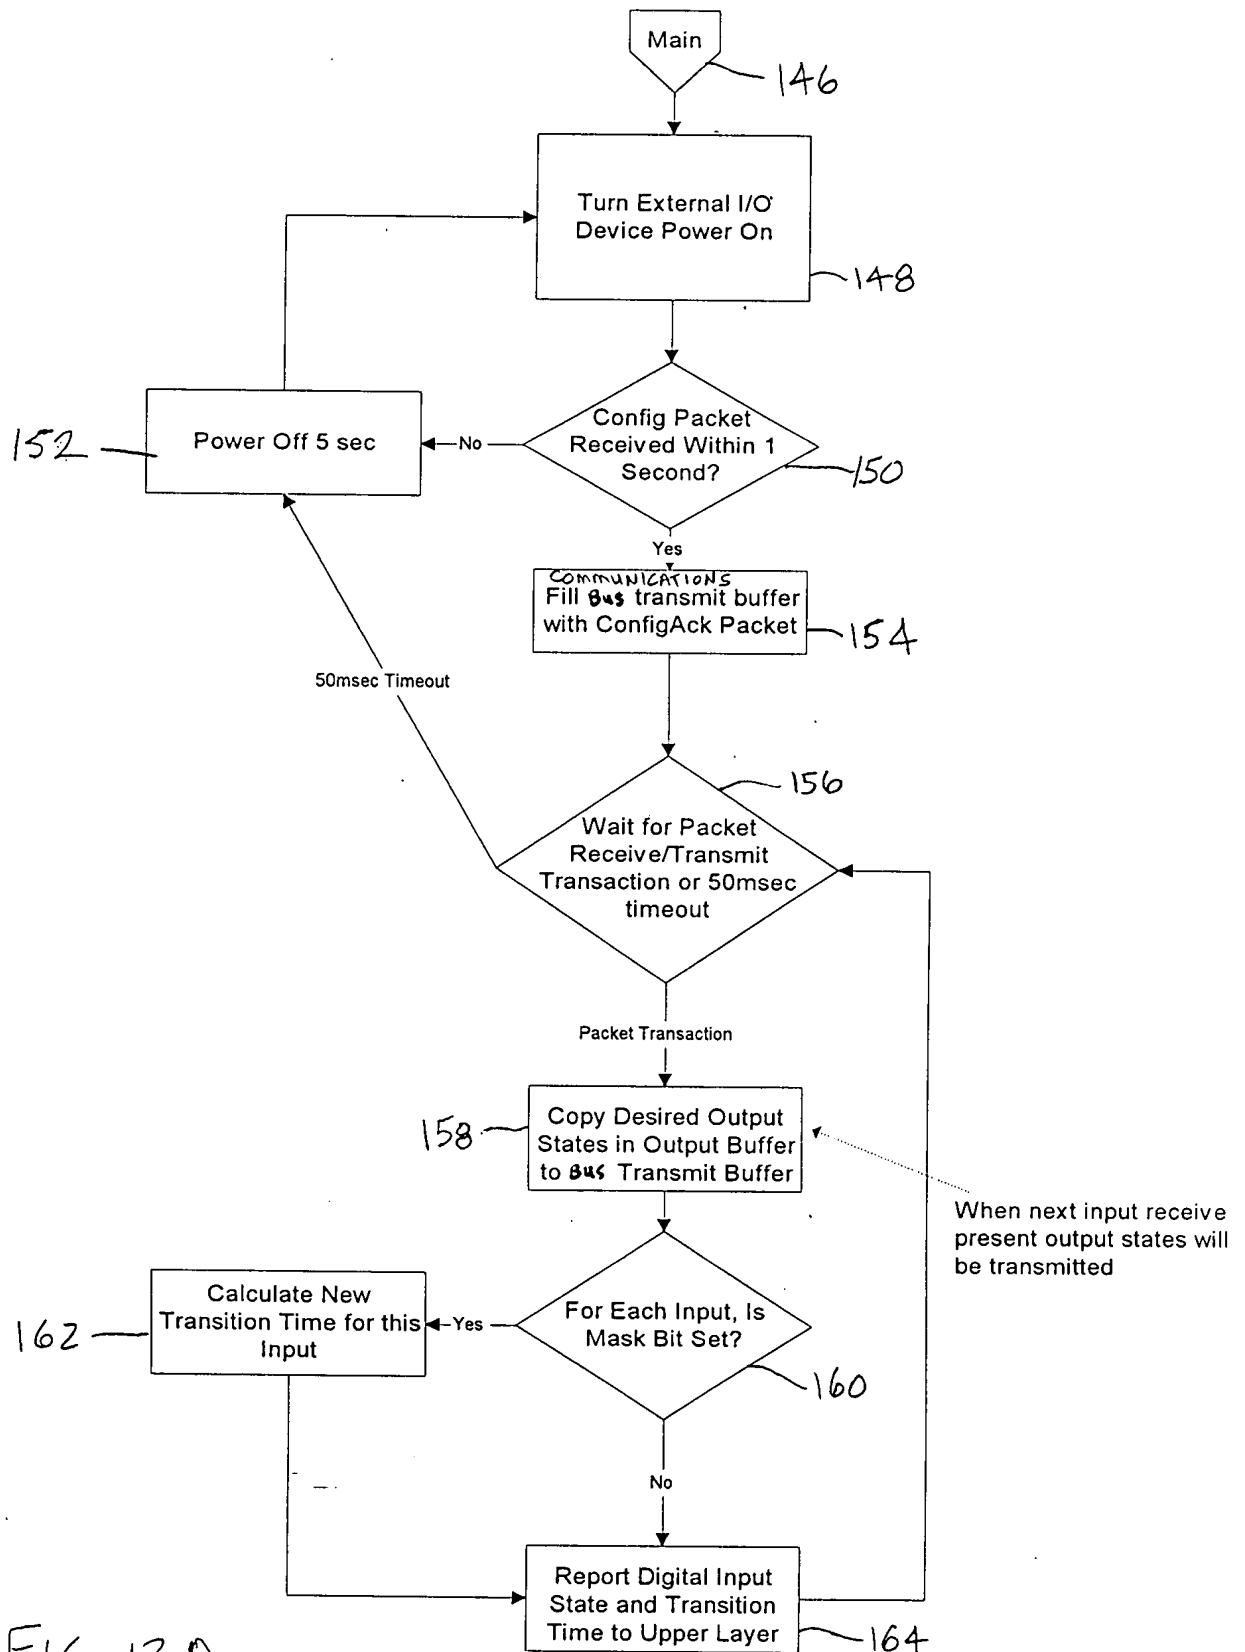 Main
146
Turn External I/O
Device Power On
148
Config Packet
Received Within 1
Second?
150
No
Power Off 5 sec
152
Yes
COMMUNICATIONS
Fill Bus transmit buffer
with ConfigAck Packet
154
50msec Timeout
156
Wait for Packet
Receive/Transmit
Transaction or 50msec
timeout
Packet Transaction
158
Copy Desired Output
States in Output Buffer
to Bus Transmit Buffer
When next input receive
present output states will
be transmitted
For Each Input, Is
Mask Bit Set?
160
Yes
Calculate New
Transition Time for this
Input
162
No
Report Digital Input
State and Transition
Time to Upper Layer
164